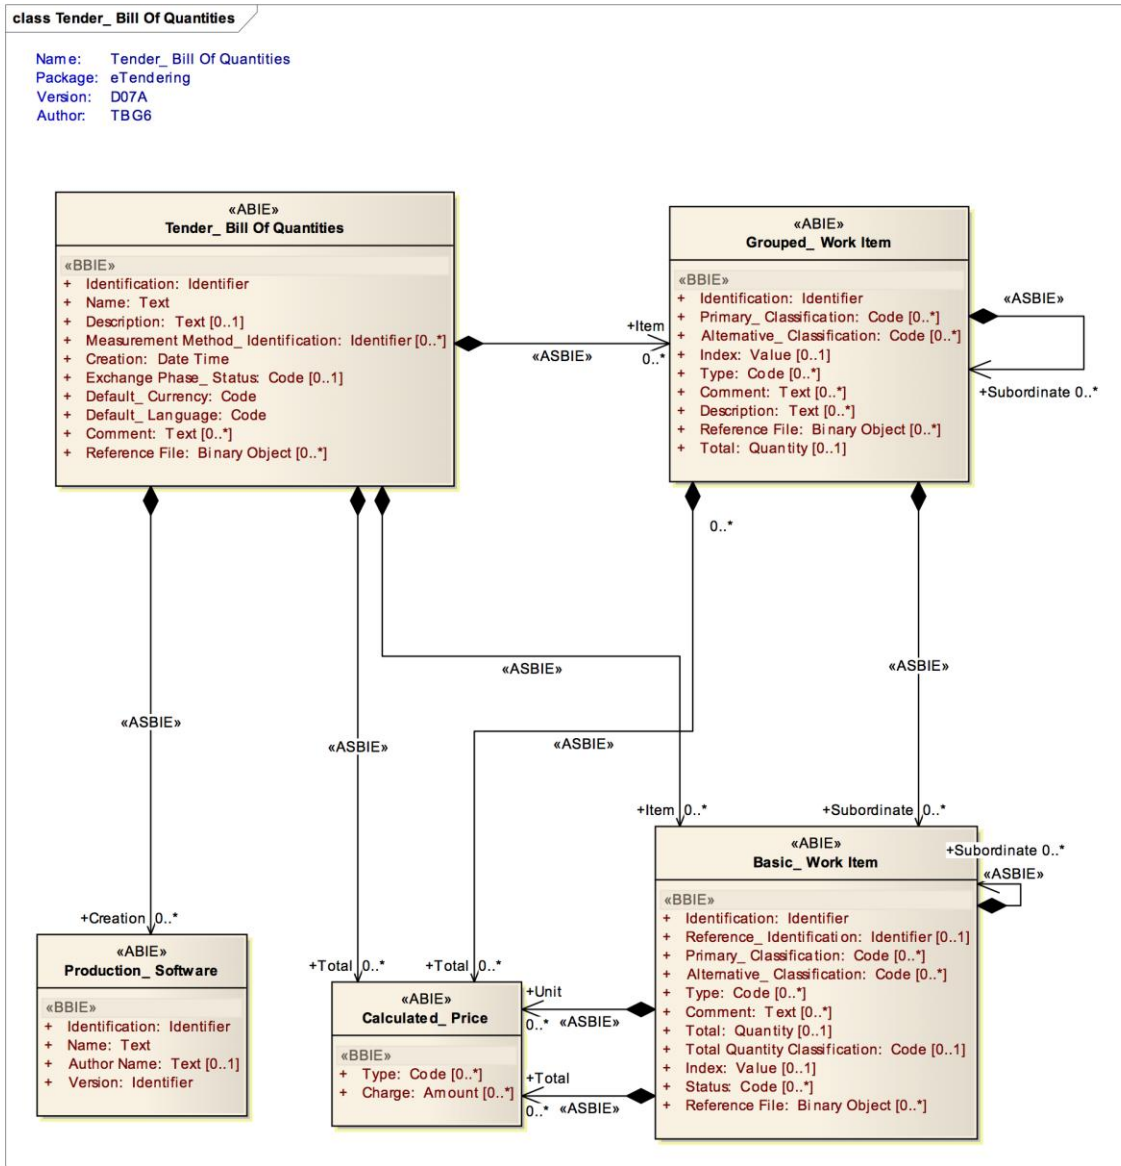 class Tender_ Bill Of Quantities
Name: Tender_ Bill Of Quantities
Package: eTendering
Version: D07A
Author: TBG6
«ABIE»
Tender_ Bill Of Quantities
«BBIE»
+ Identification: Identifier
+ Name: Text
+ Description: Text [0..1]
+ Measurement Method_ Identification: Identifier [0..*]
+ Creation: Date Time
+ Exchange Phase_ Status: Code [0..1]
+ Default_ Currency: Code
+ Default_ Language: Code
+ Comment: Text [0..*]
+ Reference File: Binary Object [0..*]
+Item
0..*
«ASBIE»
«ABIE»
Grouped_ Work Item
«BBIE»
+ Identification: Identifier
+ Primary_ Classification: Code [0..*]
+ Alternative_ Classification: Code [0..*]
+ Index: Value [0..1]
+ Type: Code [0..*]
+ Comment: Text [0..*]
+ Description: Text [0..*]
+ Reference File: Binary Object [0..*]
+ Total: Quantity [0..1]
«ASBIE»
+Subordinate 0..*
0..*
«ASBIE»
«ASBIE»
«ASBIE»
«ASBIE»
«ASBIE»
+Item 0..*
+Subordinate 0..*
+Creation 0..*
«ABIE»
Production_ Software
«BBIE»
+ Identification: Identifier
+ Name: Text
+ Author Name: Text [0..1]
+ Version: Identifier
+Total 0..*
+Total 0..*
«ABIE»
Calculated_ Price
«BBIE»
+ Type: Code [0..*]
+ Charge: Amount [0..*]
+Unit
0..* «ASBIE»
+Total
0..* «ASBIE»
«ABIE»
Basic_ Work Item
+Subordinate 0..*
«ASBIE»
«BBIE»
+ Identification: Identifier
+ Reference_ Identification: Identifier [0..1]
+ Primary_ Classification: Code [0..*]
+ Alternative_ Classification: Code [0..*]
+ Type: Code [0..*]
+ Comment: Text [0..*]
+ Total: Quantity [0..1]
+ Total Quantity Classification: Code [0..1]
+ Index: Value [0..1]
+ Status: Code [0..*]
+ Reference File: Binary Object [0..*]